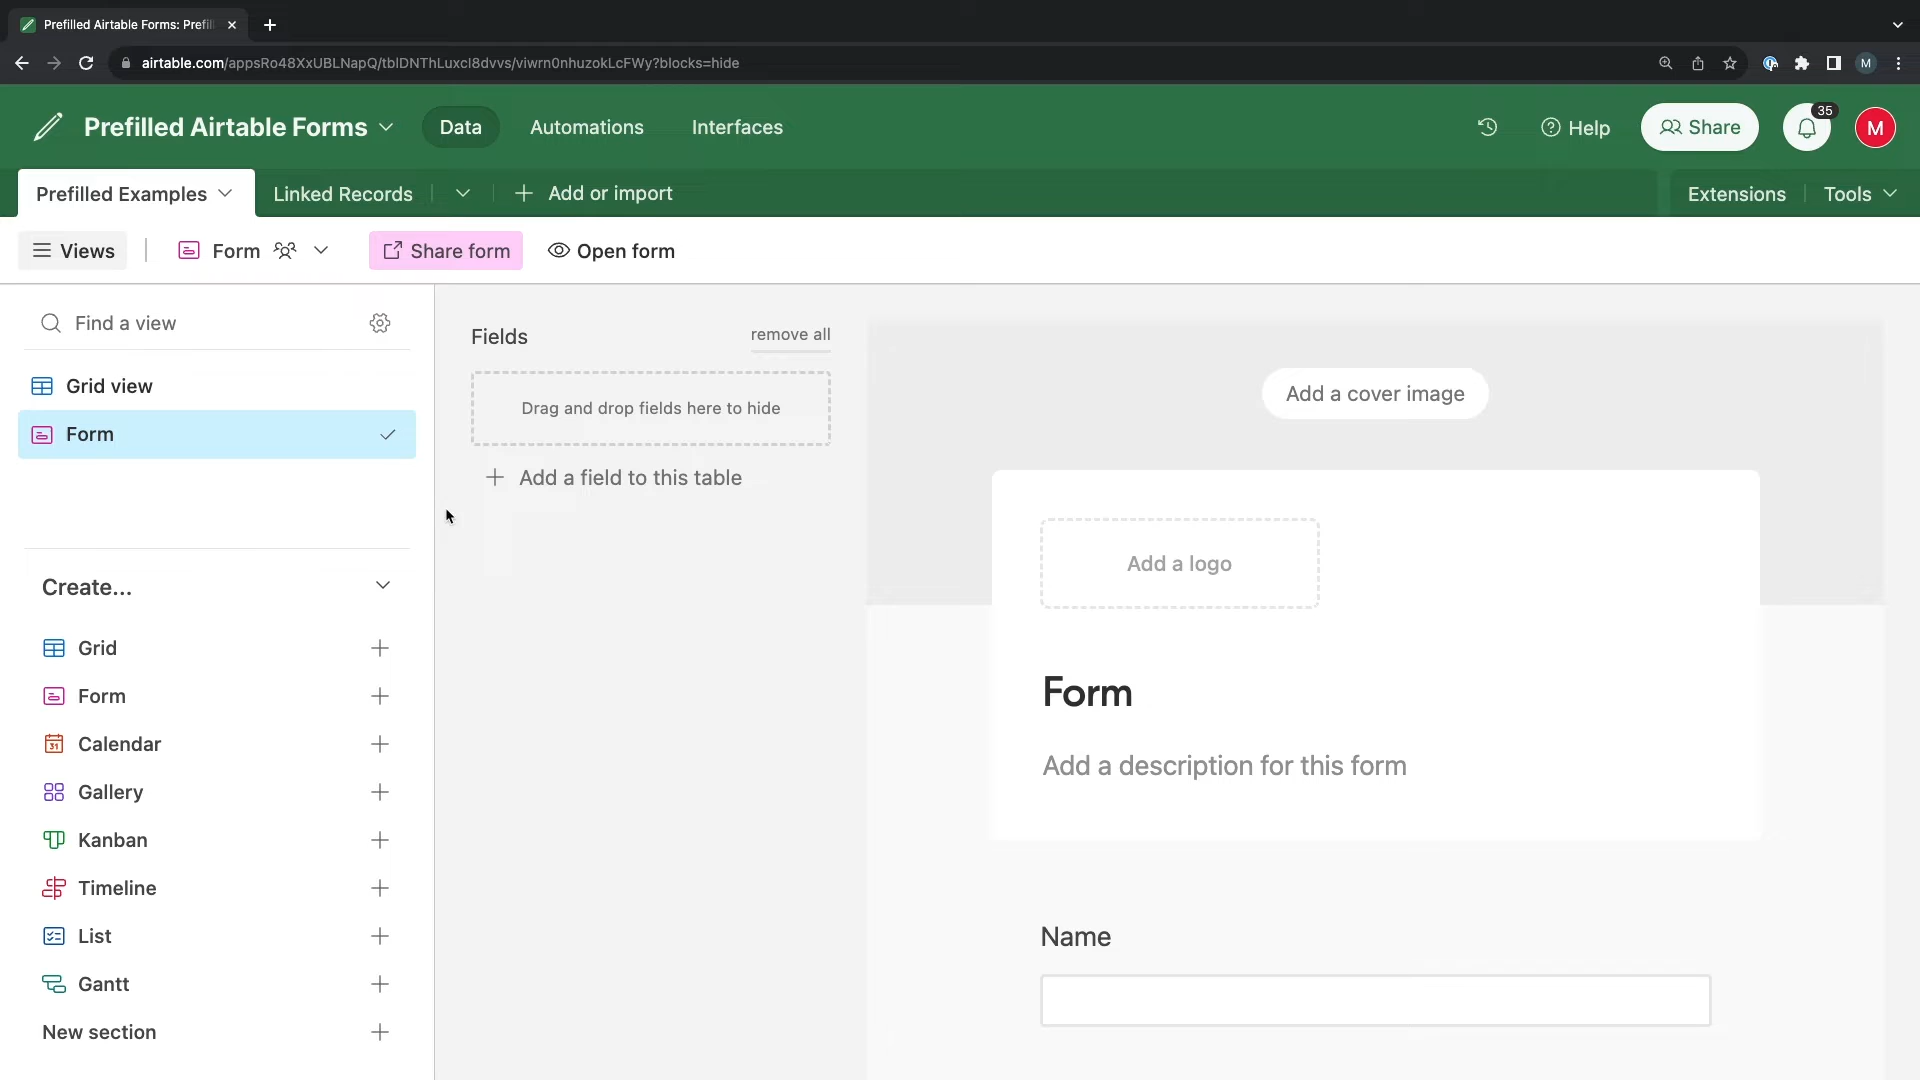 Prefilled Airtable Forms: Prefil
airtable.com/appsRo48XxUBLNapQ/tblDNThLuxcl8dvvs/viwrn0nhuzokLcFWy?blocks=hide
M
Prefilled Airtable Forms
Data
Automations
Interfaces
Help
Share
35
M
Prefilled Examples
Linked Records
Add or import
Extensions
Tools
Views
Form
Share form
Open form
Find a view
Grid view
Form
Create...
Grid
Form
31
Calendar
Gallery
Kanban
Timeline
List
Gantt
New section
Fields
remove all
Drag and drop fields here to hide
Add a field to this table
Add a cover image
Add a logo
Form
Add a description for this form
Name